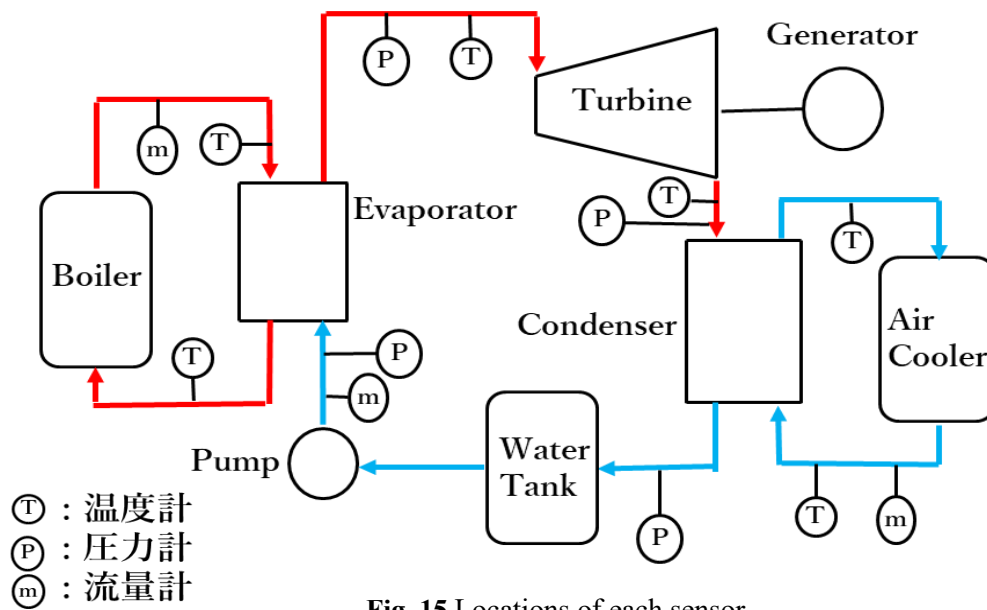 Generator
P
T
Turbine
m
T
T
Evaporator
P
T
Boiler
Condenser
Air
Cooler
T
P
m
Water
Tank
Pump
T
m
P
T : 温度計
P : 圧力計
m : 流量計
Fig. 15 Locations of each sensor